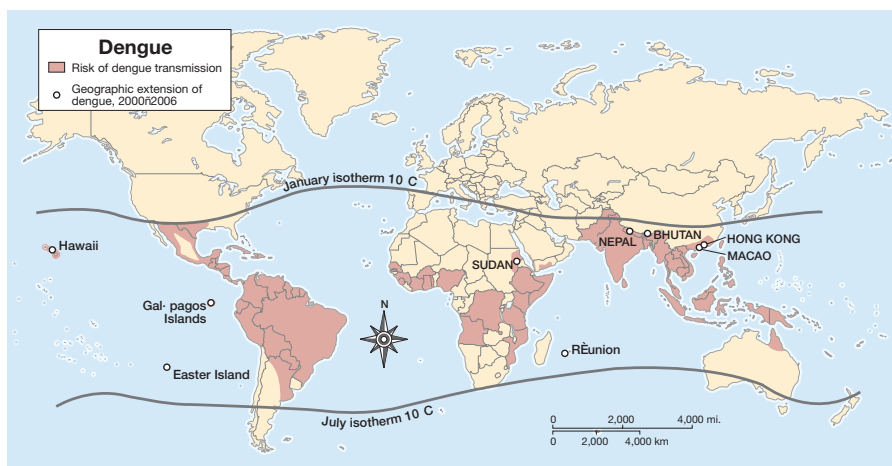 Dengue
Risk of dengue transmission
Geographic extension of
dengue, 2000ñ2006
January isotherm 10 C
Hawaii
NEPAL
BHUTAN
HONG KONG
MACAO
SUDAN
Gal· pagos
Islands
N
RÈunion
Easter Island
July isotherm 10 C
0 2,000 4,000 mi.
0 2,000 4,000 km